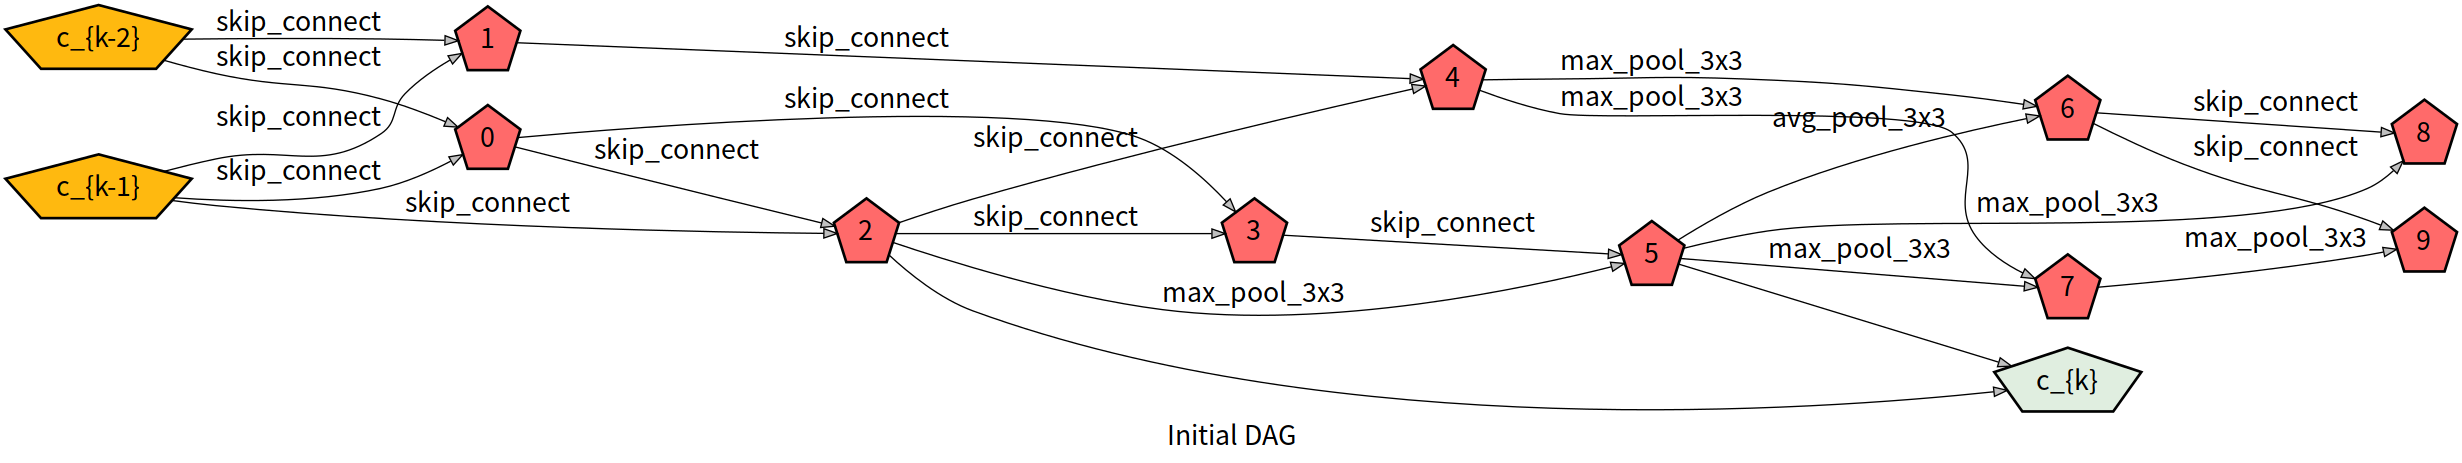 c_{k-2}
skip_connect
skip_connect
1
skip_connect
4
max_pool_3x3
max_pool_3x3
avg_pool_3x3
6
skip_connect
8
skip_connect
skip_connect
0
skip_connect
skip_connect
skip_connect
c_{k-1}
skip_connect
skip_connect
2
skip_connect
3
skip_connect
5
max_pool_3x3
max_pool_3x3
max_pool_3x3
9
max_pool_3x3
7
c_{k}
Initial DAG